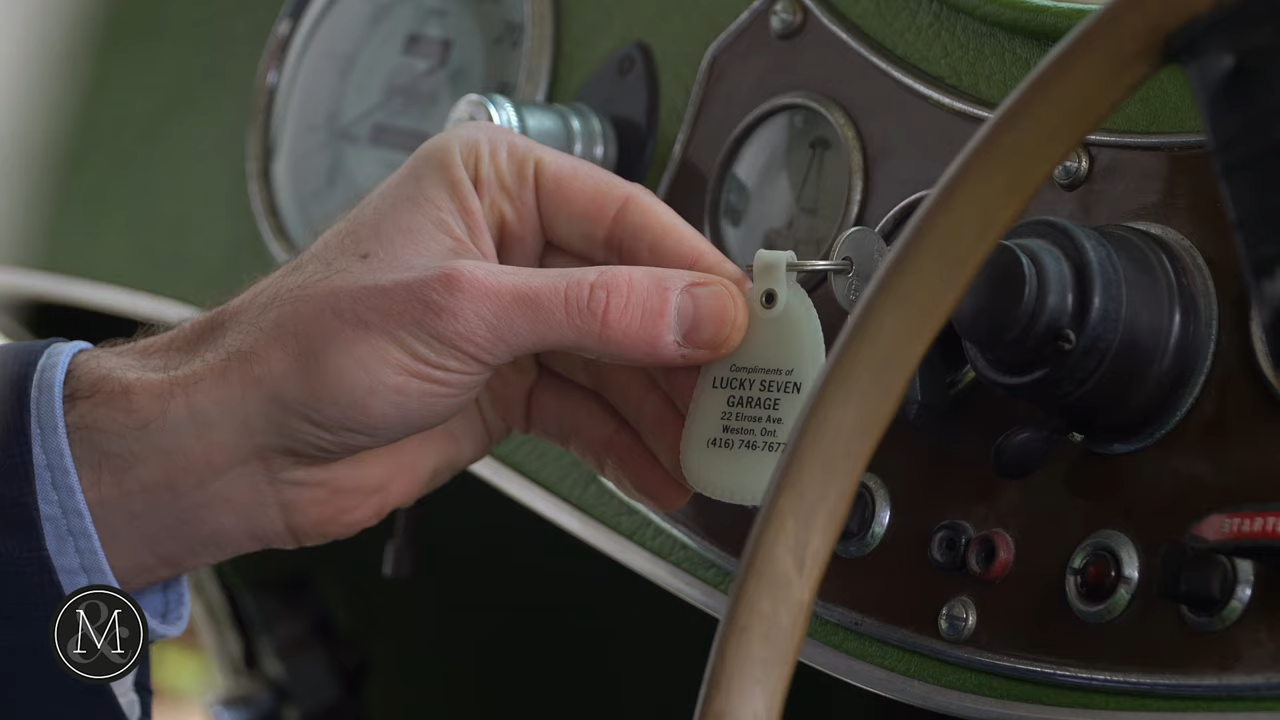 Compliments of
LUCKY SEVEN
GARAGE
22 Elrose Ave.
Weston, Ont.
(416) 746-7677
START
M
&